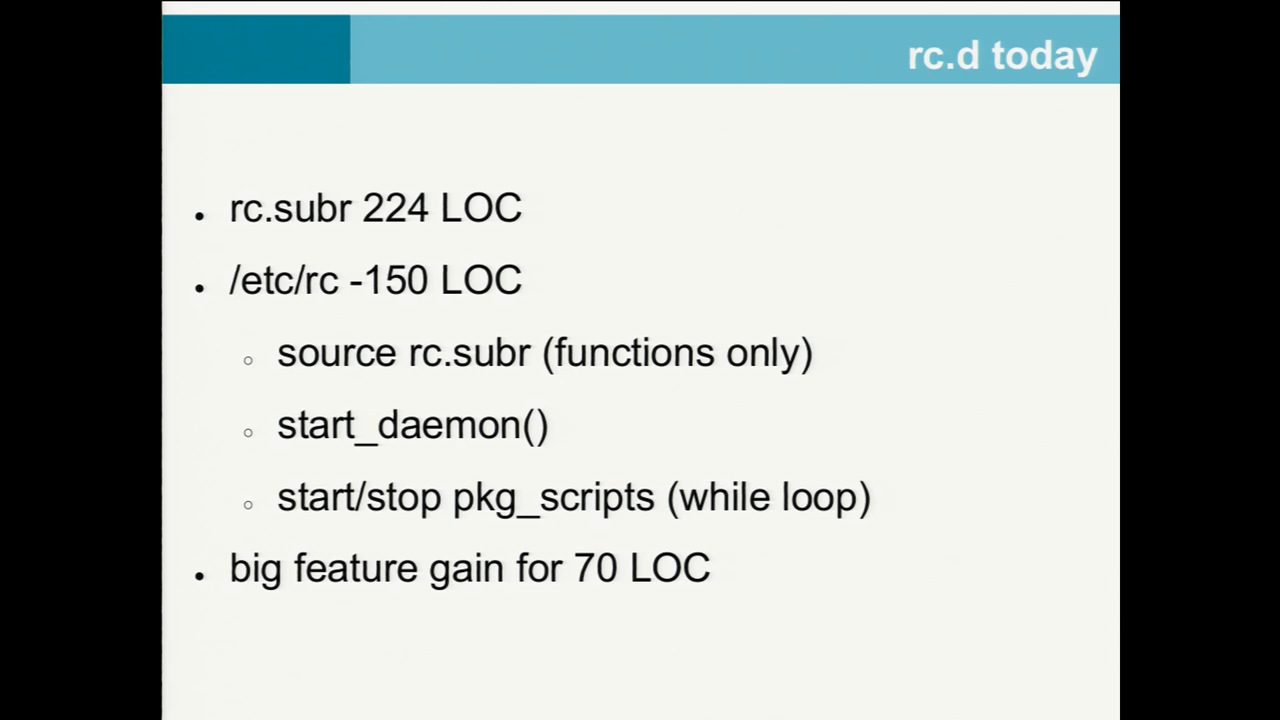 rc.d today
• rc.subr 224 LOC
• /etc/rc -150 LOC
○ source rc.subr (functions only)
○ start_daemon()
○ start/stop pkg_scripts (while loop)
• big feature gain for 70 LOC